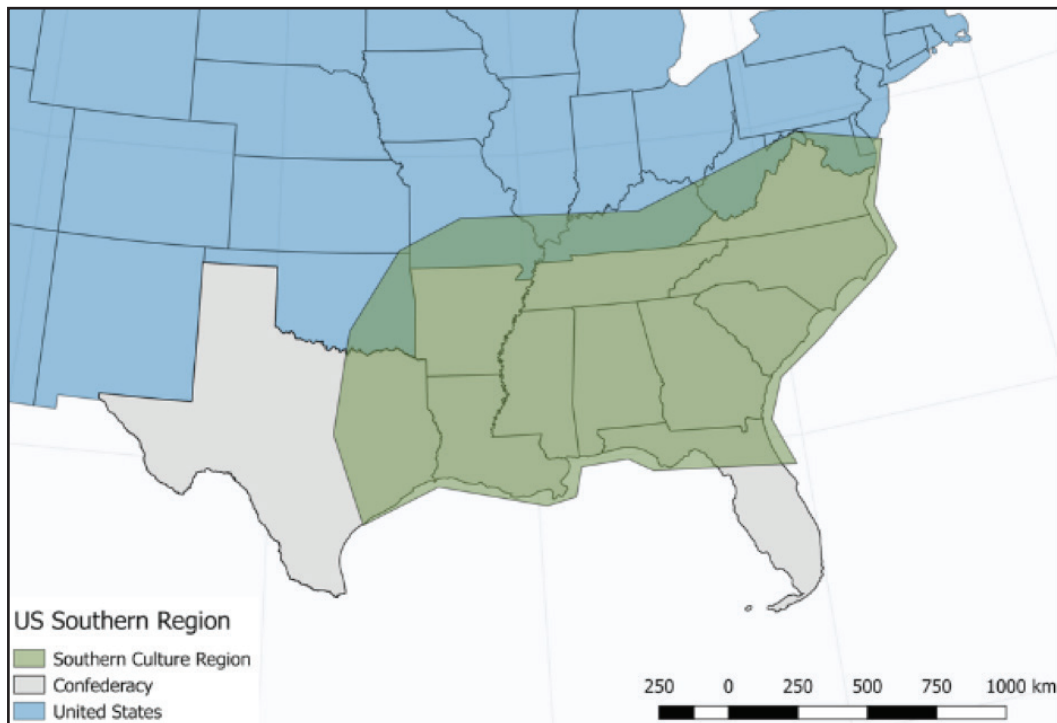 US Southern Region
Southern Culture Region
Confederacy
United States
250 0 250 500 750 1000 km